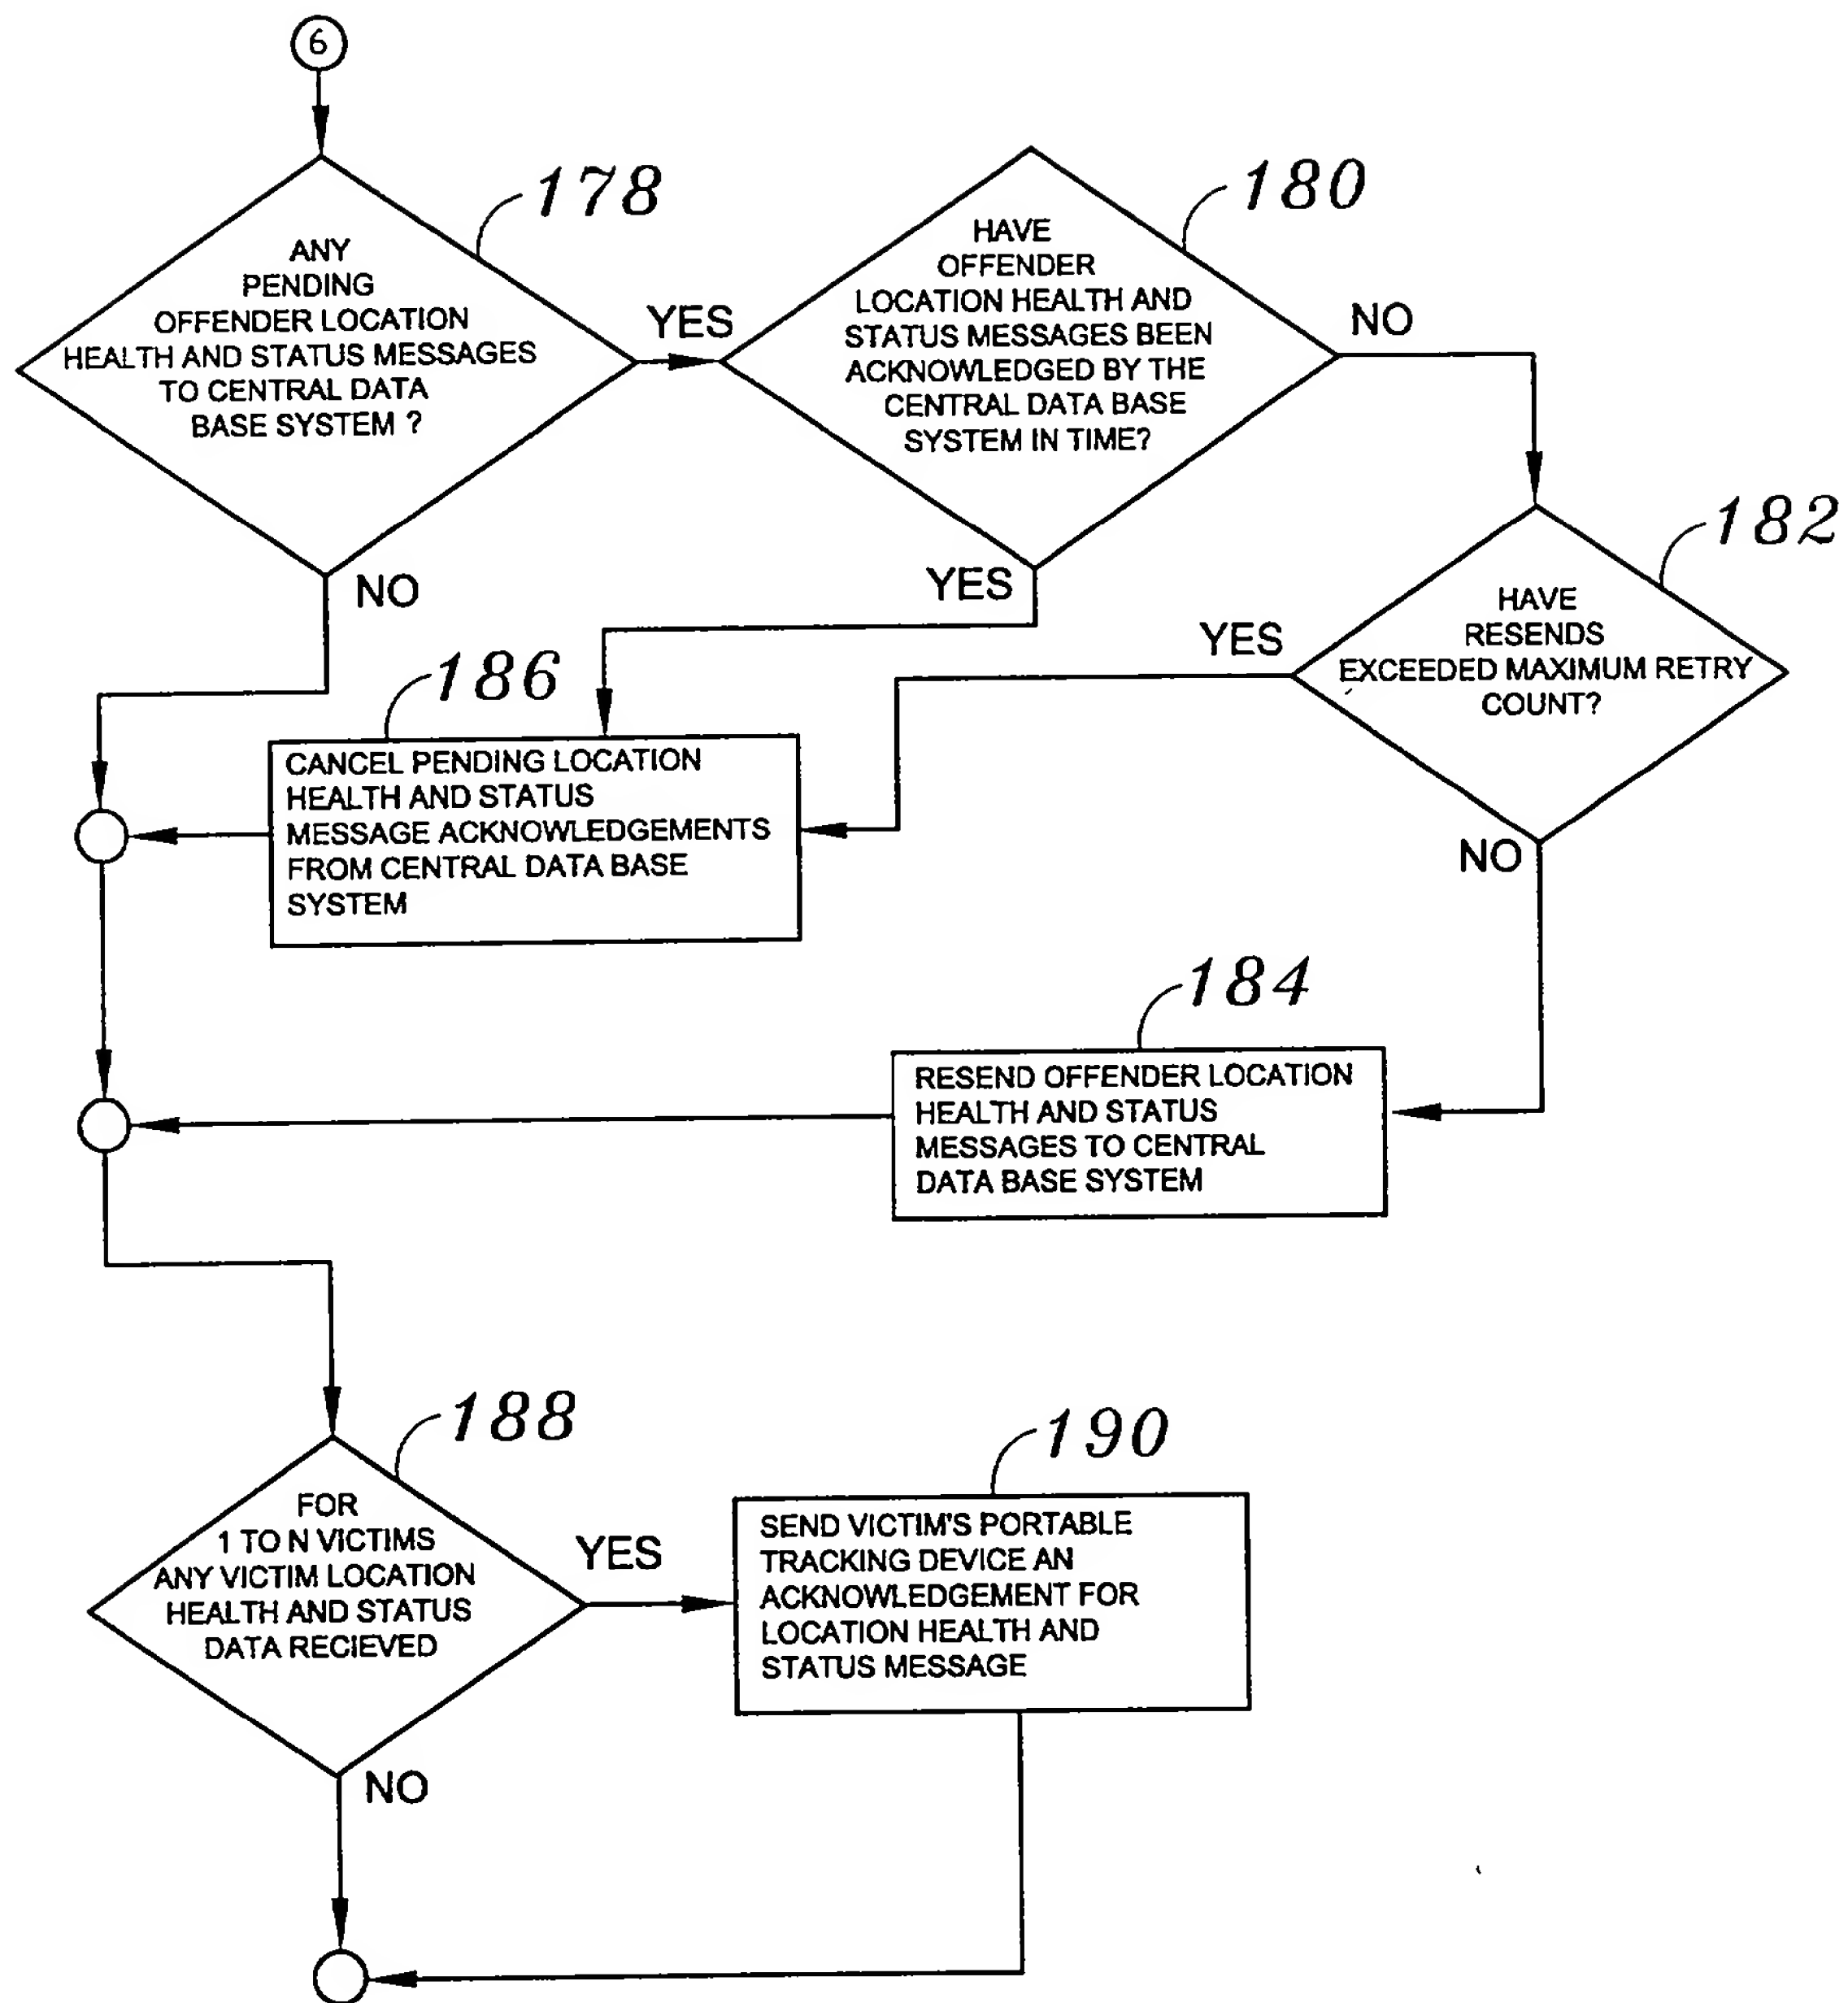 6
178
ANY
PENDING
OFFENDER LOCATION
HEALTH AND STATUS MESSAGES
TO CENTRAL DATA
BASE SYSTEM ?
YES
NO
180
HAVE
OFFENDER
LOCATION HEALTH AND
STATUS MESSAGES BEEN
ACKNOWLEDGED BY THE
CENTRAL DATA BASE
SYSTEM IN TIME?
NO
YES
182
HAVE
RESENDS
EXCEEDED MAXIMUM RETRY
COUNT?
YES
NO
186
CANCEL PENDING LOCATION
HEALTH AND STATUS
MESSAGE ACKNOWLEDGEMENTS
FROM CENTRAL DATA BASE
SYSTEM
184
RESEND OFFENDER LOCATION
HEALTH AND STATUS
MESSAGES TO CENTRAL
DATA BASE SYSTEM
188
FOR
1 TO N VICTIMS
ANY VICTIM LOCATION
HEALTH AND STATUS
DATA RECIEVED
YES
NO
190
SEND VICTIM'S PORTABLE
TRACKING DEVICE AN
ACKNOWLEDGEMENT FOR
LOCATION HEALTH AND
STATUS MESSAGE